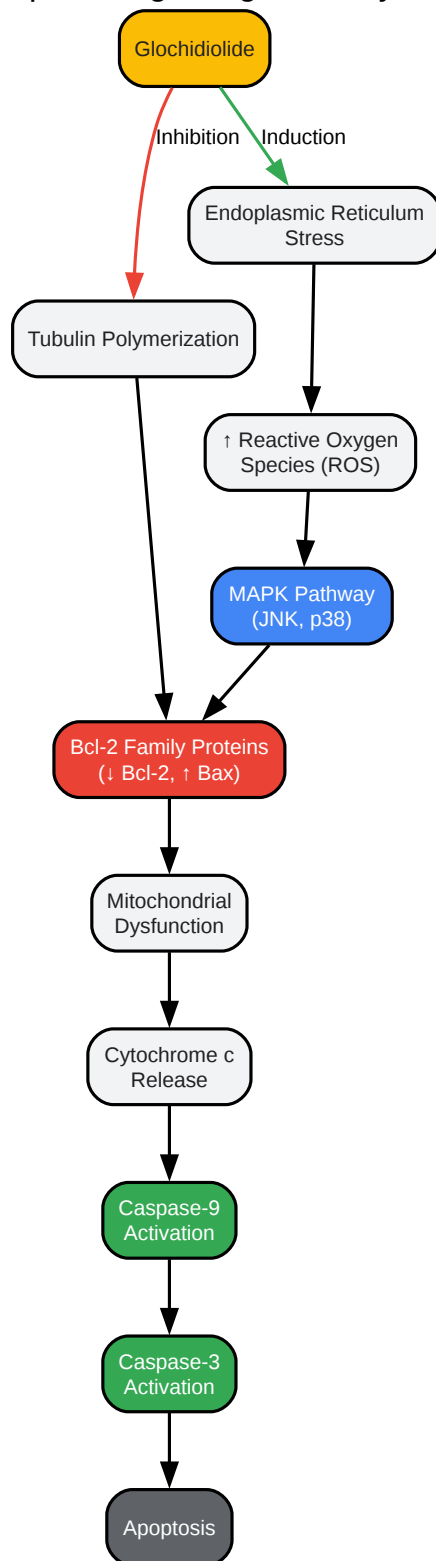 Glochidiolide
Inhibition
Induction
Endoplasmic Reticulum
Stress
Tubulin Polymerization
↑ Reactive Oxygen
Species (ROS)
MAPK Pathway
(JNK, p38)
Bcl-2 Family Proteins
(↓ Bcl-2, ↑ Bax)
Mitochondrial
Dysfunction
Cytochrome c
Release
Caspase-9
Activation
Caspase-3
Activation
Apoptosis